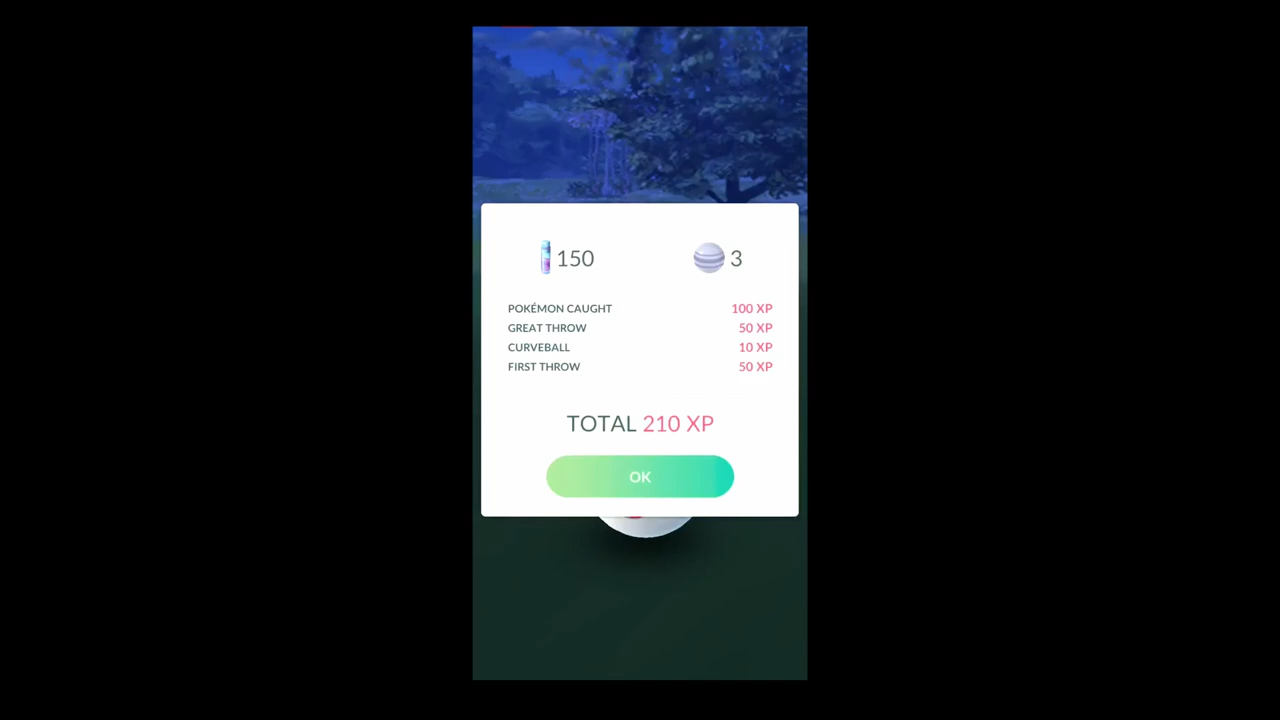 150 3
POKÉMON CAUGHT 100 XP
GREAT THROW 50 XP
CURVEBALL 10 XP
FIRST THROW 50 XP
TOTAL 210 XP
OK